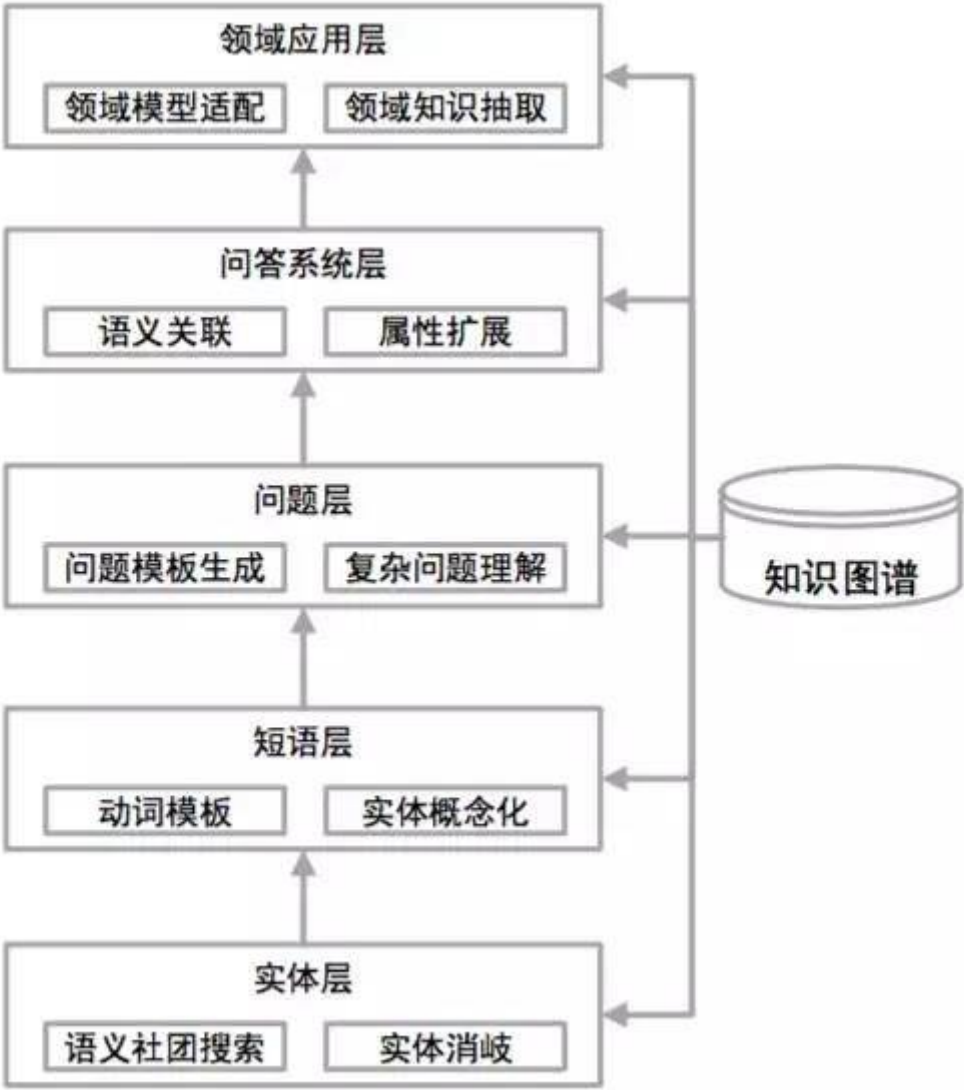 领域应用层
领域模型适配 领域知识抽取
问答系统层
语义关联 属性扩展
问题层
问题模板生成 复杂问题理解
知识图谱
短语层
动词模板 实体概念化
实体层
语义社团搜索 实体消岐